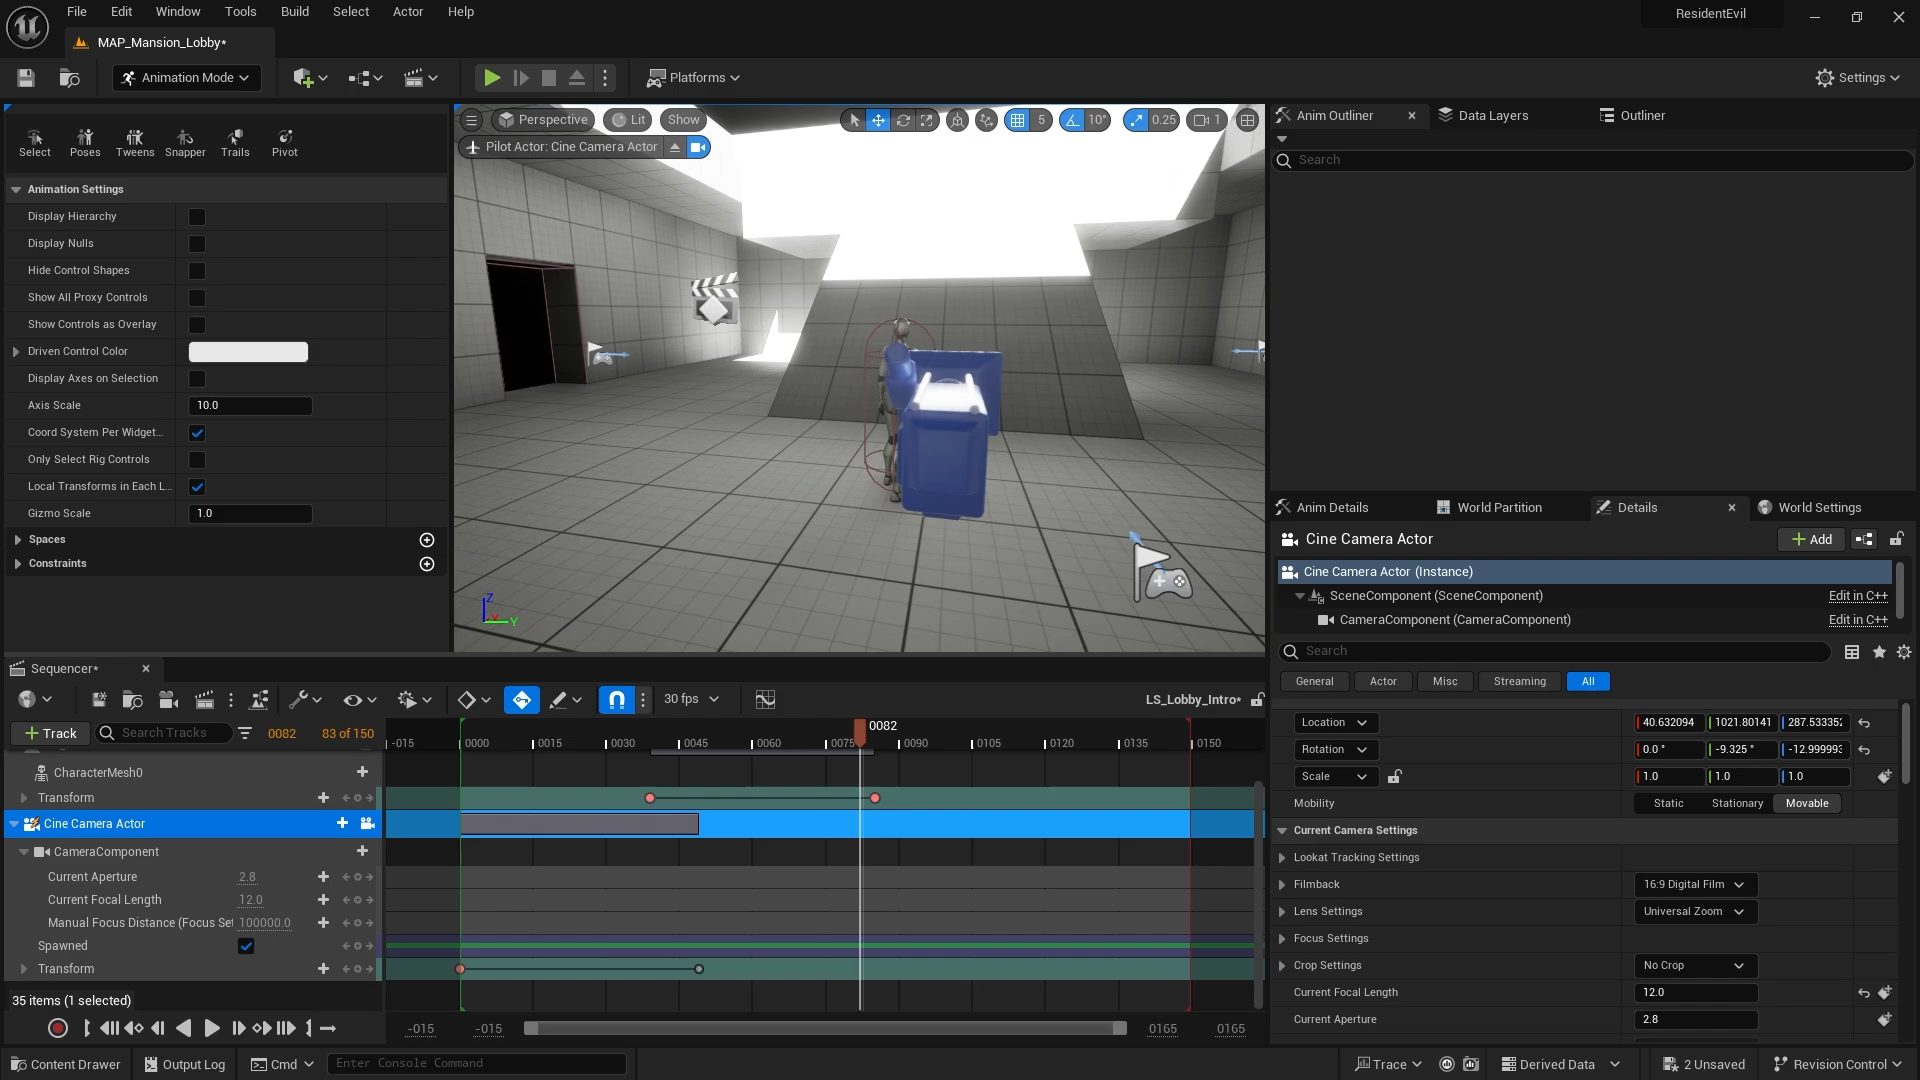 File Edit Window Tools Build Select Actor Help
ResidentEvil
MAP_Mansion_Lobby*
Animation Mode
Platforms
Settings
Select Poses Tweens Snapper Trails Pivot
Animation Settings
Display Hierarchy
Display Nulls
Hide Control Shapes
Show All Proxy Controls
Show Controls as Overlay
Driven Control Color
Display Axes on Selection
Axis Scale 10.0
Coord System Per Widget...
Only Select Rig Controls
Local Transforms in Each L...
Gizmo Scale 1.0
Spaces
Constraints
Perspective Lit Show 5 10° 0.25 1
Pilot Actor: Cine Camera Actor
Z
X Y
Anim Outliner Data Layers Outliner
Search
Anim Details World Partition Details World Settings
Cine Camera Actor Add
Cine Camera Actor (Instance)
SceneComponent (SceneComponent) Edit in C++
CameraComponent (CameraComponent) Edit in C++
Search
General Actor Misc Streaming All
Location 40.632094 1021.80141 287.533352
Rotation 0.0 ° -9.325 ° -12.999993
Scale 1.0 1.0 1.0
Mobility Static Stationary Movable
Current Camera Settings
Lookat Tracking Settings
Filmback 16:9 Digital Film
Lens Settings Universal Zoom
Focus Settings
Crop Settings No Crop
Current Focal Length 12.0
Current Aperture 2.8
Sequencer*
30 fps
LS_Lobby_Intro*
Track Search Tracks 0082 83 of 150
0082
-015 0000 0015 0030 0045 0060 0075 0090 0105 0120 0135 0150
CharacterMesh0
Transform
Cine Camera Actor
CameraComponent
Current Aperture 2.8
Current Focal Length 12.0
Manual Focus Distance (Focus Set 100000.0
Spawned
Transform
35 items (1 selected)
-015 -015 0165 0165
Content Drawer Output Log Cmd Enter Console Command
Trace Derived Data 2 Unsaved Revision Control